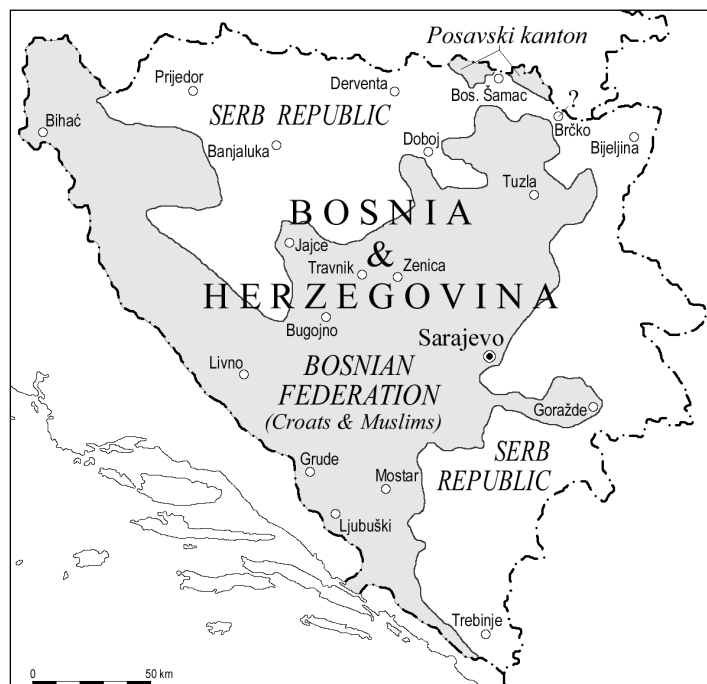 Posavski kanton
Prijedor
Derventa
Bos. Šamac
?
SERB REPUBLIC
Brčko
Bihać
Doboj
Bijeljina
Banjaluka
Tuzla
BOSNIA
Jajce
&
Travnik
Zenica
HERZEGOVINA
Bugojno
Sarajevo
Livno
BOSNIAN
FEDERATION
(Croats & Muslims)
Goražde
SERB
REPUBLIC
Grude
Mostar
Ljubuški
Trebinje
0 50 km